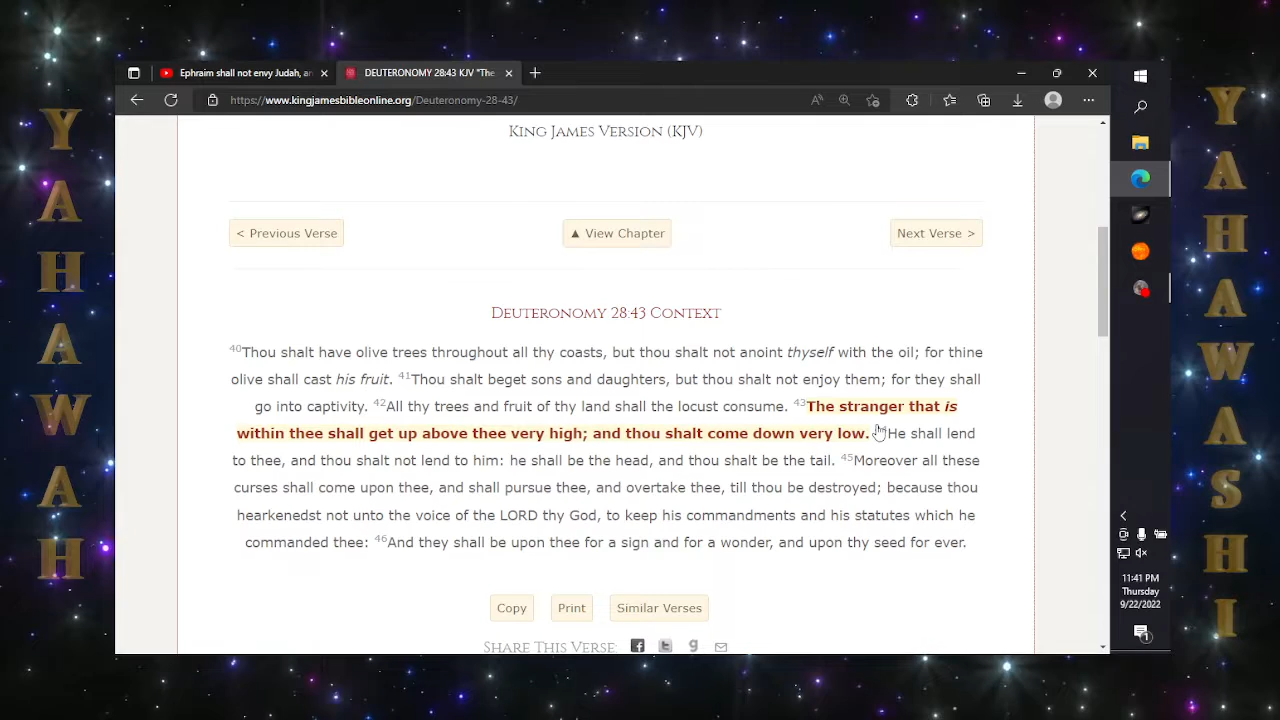 YAHAWAH
Ephraim shall not envy Judah, an
DEUTERONOMY 28:43 KJV "The
https://www.kingjamesbibleonline.org/Deuteronomy-28-43/
King James Version (KJV)
< Previous Verse
▲ View Chapter
Next Verse >
Deuteronomy 28:43 Context
40Thou shalt have olive trees throughout all thy coasts, but thou shalt not anoint thyself with the oil; for thine
olive shall cast his fruit. 41Thou shalt beget sons and daughters, but thou shalt not enjoy them; for they shall
go into captivity. 42All thy trees and fruit of thy land shall the locust consume. 43The stranger that is
within thee shall get up above thee very high; and thou shalt come down very low. He shall lend
to thee, and thou shalt not lend to him: he shall be the head, and thou shalt be the tail. 45Moreover all these
curses shall come upon thee, and shall pursue thee, and overtake thee, till thou be destroyed; because thou
hearkenedst not unto the voice of the LORD thy God, to keep his commandments and his statutes which he
commanded thee: 46And they shall be upon thee for a sign and for a wonder, and upon thy seed for ever.
Copy
Print
Similar Verses
Share This Verse:
11:41 PM
Thursday
9/22/2022
1
YAHAWASHI